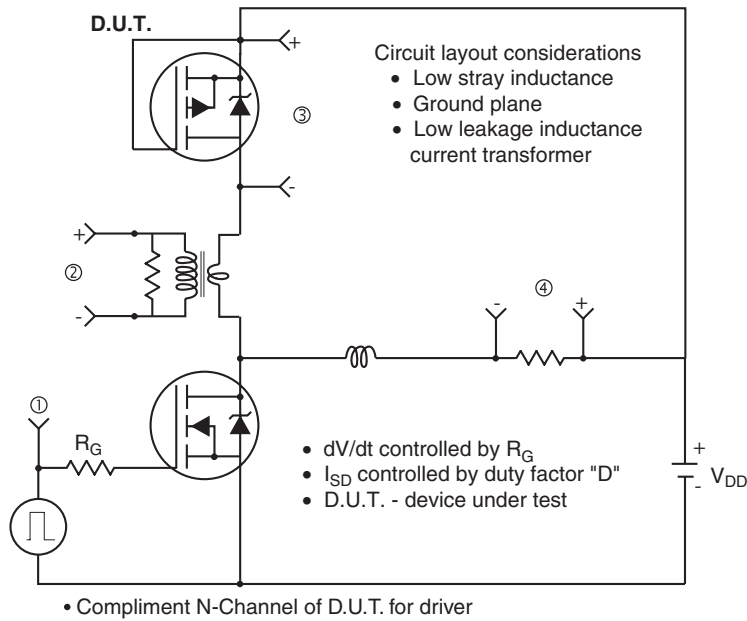 D.U.T.
+
Circuit layout considerations
• Low stray inductance
③
• Ground plane
• Low leakage inductance
current transformer
-
+
②
-
④
- +
①
R_G
• dV/dt controlled by R_G
• I_SD controlled by duty factor "D"
• D.U.T. - device under test
+
V_DD
-
• Compliment N-Channel of D.U.T. for driver